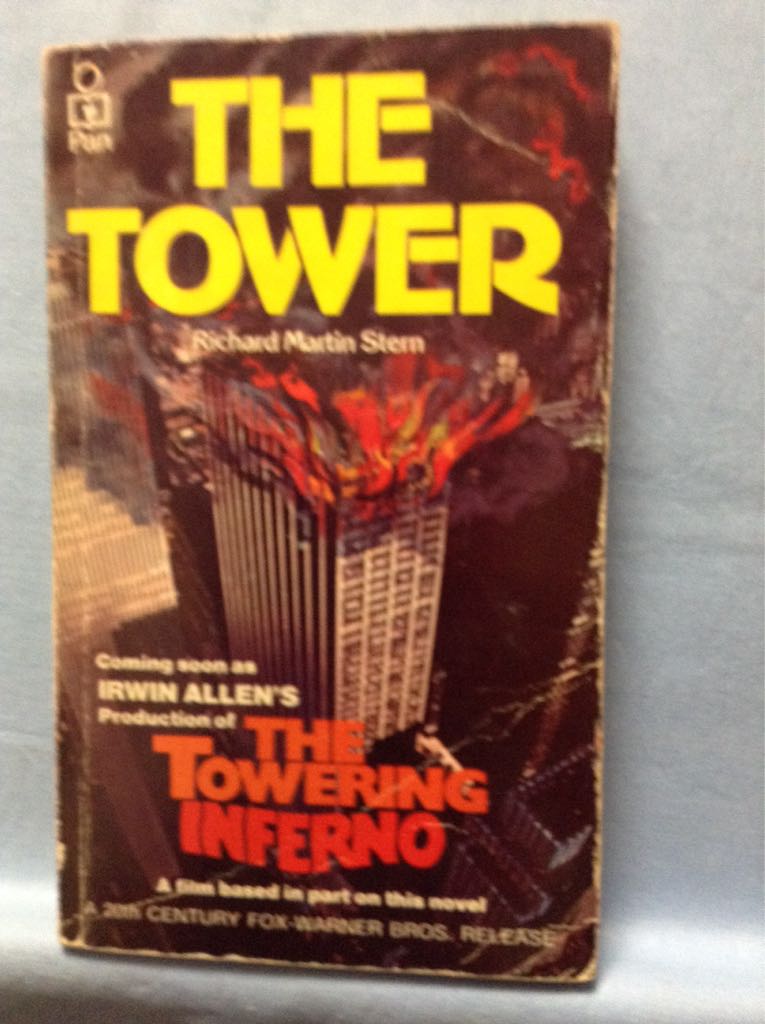 Pan
THE
TOWER
Richard Martin Stern
Coming soon as
IRWIN ALLEN'S
Production of
THE
TOWERING
INFERNO
A film based in part on this novel
A 20th CENTURY FOX-WARNER BROS. RELEASE